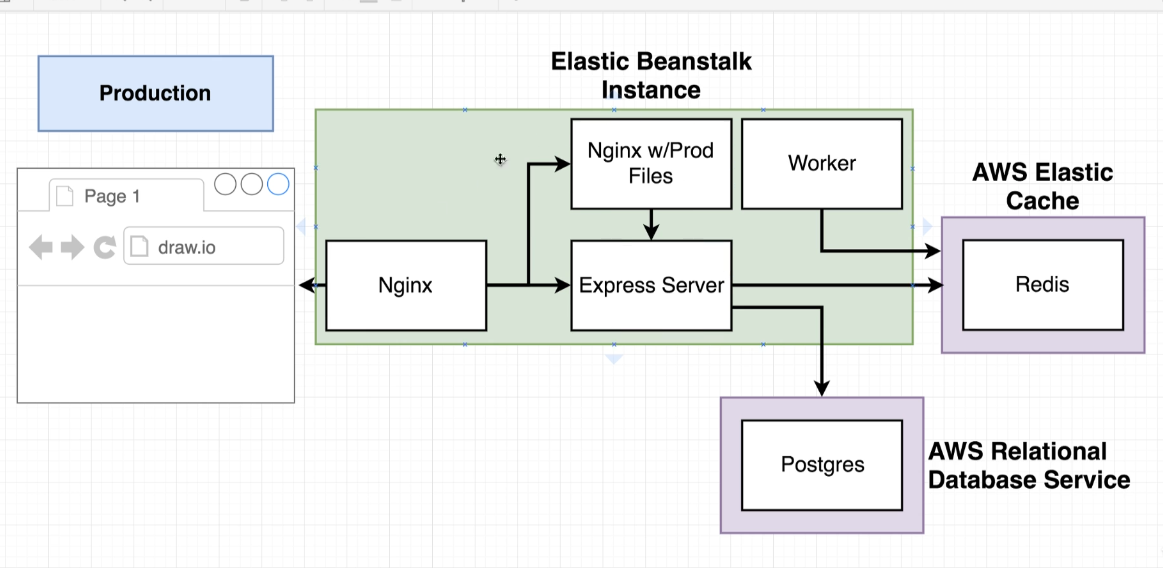 Elastic Beanstalk
Instance
Production
Nginx w/Prod
Files
Worker
AWS Elastic
Cache
Page 1
draw.io
Nginx
Express Server
Redis
Postgres
AWS Relational
Database Service